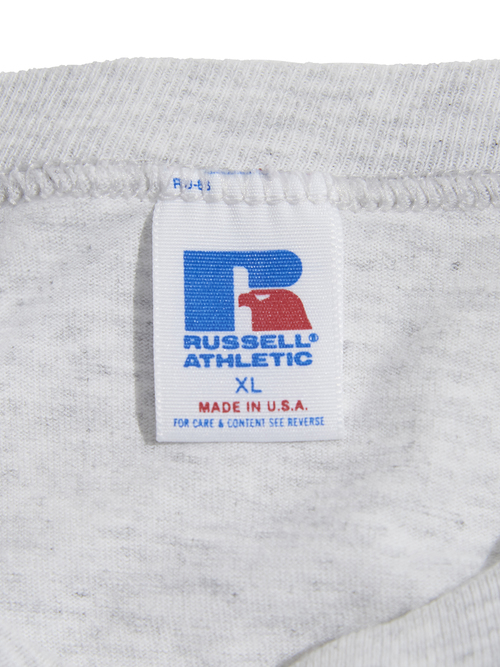 RUSSELL®
ATHLETIC
XL
MADE IN U.S.A.
FOR CARE & CONTENT SEE REVERSE